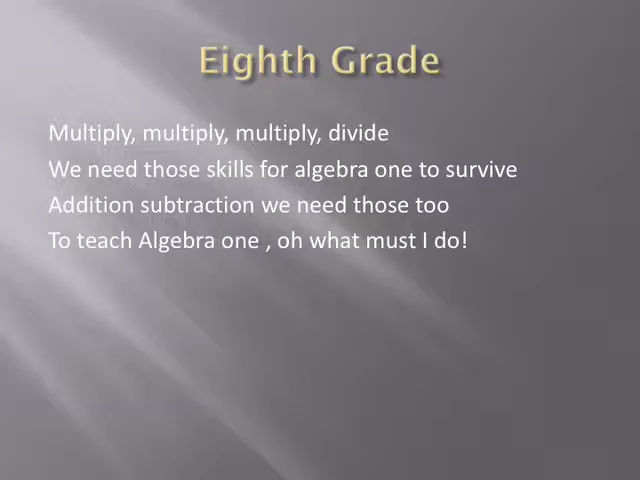 Eighth Grade
Multiply, multiply, multiply, divide
We need those skills for algebra one to survive
Addition subtraction we need those too
To teach Algebra one , oh what must I do!